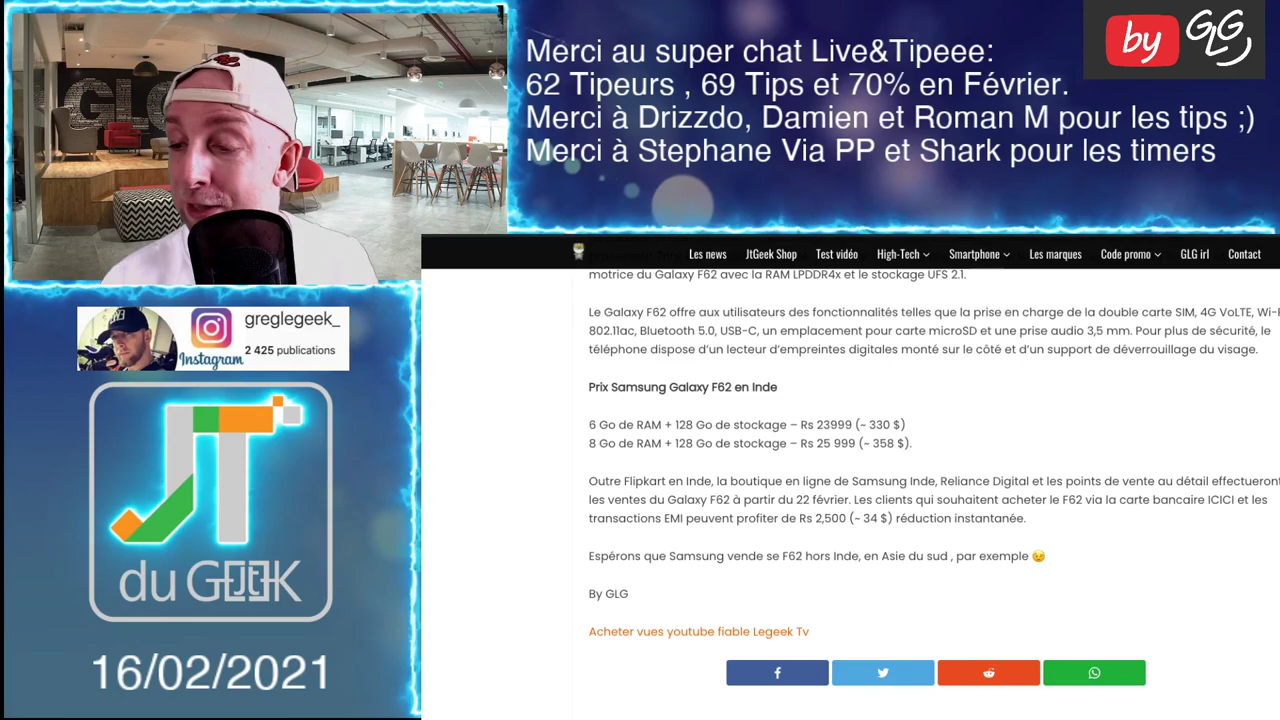 Merci au super chat Live&Tipeee:
62 Tipeurs , 69 Tips et 70% en Février.
Merci à Drizzdo, Damien et Roman M pour les tips ;)
Merci à Stephane Via PP et Shark pour les timers
by GLG
GLG
Les news JtGeek Shop Test vidéo High-Tech Smartphone Les marques Code promo GLG irl Contact
motrice du Galaxy F62 avec la RAM LPDDR4x et le stockage UFS 2.1.
Le Galaxy F62 offre aux utilisateurs des fonctionnalités telles que la prise en charge de la double carte SIM, 4G VoLTE, Wi-F
802.11ac, Bluetooth 5.0, USB-C, un emplacement pour carte microSD et une prise audio 3,5 mm. Pour plus de sécurité, le
téléphone dispose d'un lecteur d'empreintes digitales monté sur le côté et d'un support de déverrouillage du visage.
Prix Samsung Galaxy F62 en Inde
6 Go de RAM + 128 Go de stockage – Rs 23999 (~ 330 $)
8 Go de RAM + 128 Go de stockage – Rs 25 999 (~ 358 $).
Outre Flipkart en Inde, la boutique en ligne de Samsung Inde, Reliance Digital et les points de vente au détail effectueront
les ventes du Galaxy F62 à partir du 22 février. Les clients qui souhaitent acheter le F62 via la carte bancaire ICICI et les
transactions EMI peuvent profiter de Rs 2,500 (~ 34 $) réduction instantanée.
Espérons que Samsung vende se F62 hors Inde, en Asie du sud , par exemple 😉
By GLG
Acheter vues youtube fiable Legeek Tv
greglegeek_
Instagram
2 425 publications
JT
du GEEK
16/02/2021